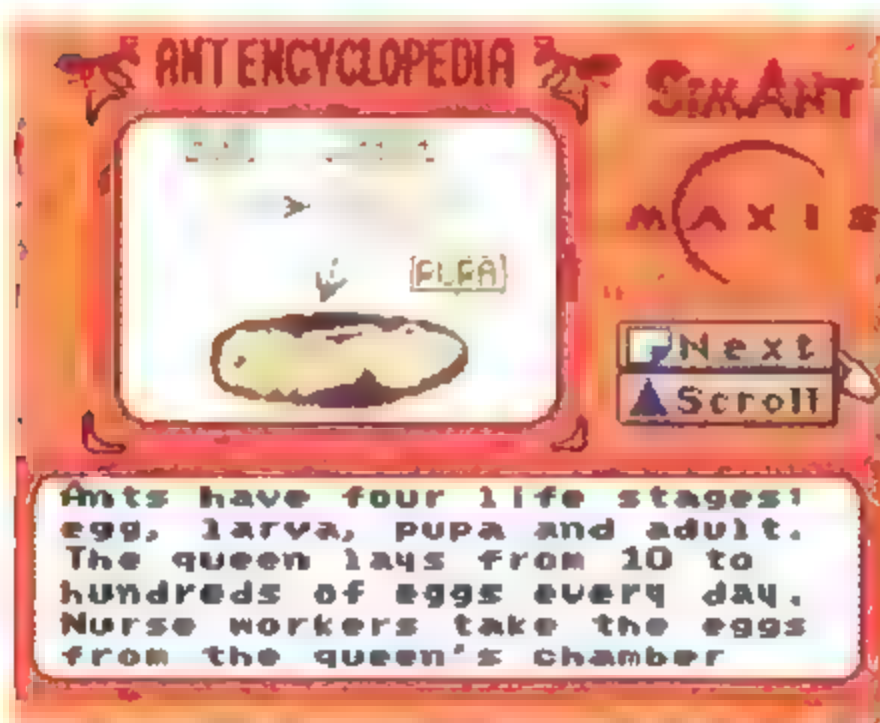 ANT ENCYCLOPEDIA
SIMANT
MAXIS
Next
Scroll
Ants have four life stages:
egg, larva, pupa and adult.
The queen lays from 10 to
hundreds of eggs every day.
Nurse workers take the eggs
from the queen's chamber